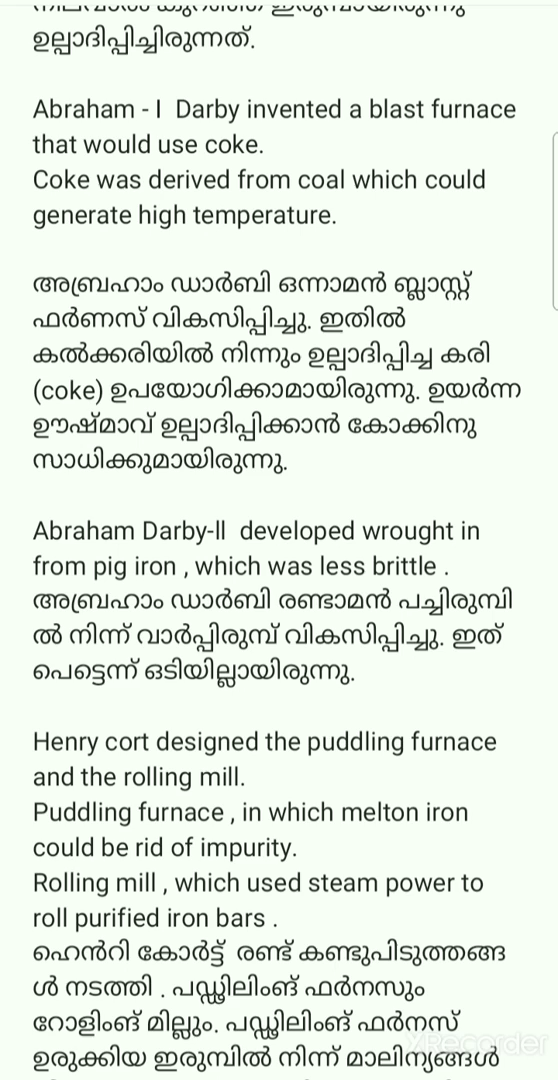 ഉല്പാദിപ്പിച്ചിരുന്നത്.
Abraham - I Darby invented a blast furnace
that would use coke.
Coke was derived from coal which could
generate high temperature.
അബ്രഹാം ഡാർബി ഒന്നാമൻ ബ്ലാസ്റ്റ്
ഫർണസ് വികസിപ്പിച്ചു. ഇതിൽ
കൽക്കരിയിൽ നിന്നും ഉല്പാദിപ്പിച്ച കരി
(coke) ഉപയോഗിക്കാമായിരുന്നു. ഉയർന്ന
ഊഷ്മാവ് ഉല്പാദിപ്പിക്കാൻ കോക്കിനു
സാധിക്കുമായിരുന്നു.
Abraham Darby-II developed wrought in
from pig iron , which was less brittle .
അബ്രഹാം ഡാർബി രണ്ടാമൻ പച്ചിരുമ്പി
ൽ നിന്ന് വാർപ്പിരുമ്പ് വികസിപ്പിച്ചു. ഇത്
പെട്ടെന്ന് ഒടിയില്ലായിരുന്നു.
Henry cort designed the puddling furnace
and the rolling mill.
Puddling furnace , in which melton iron
could be rid of impurity.
Rolling mill , which used steam power to
roll purified iron bars .
ഹെൻറി കോർട്ട് രണ്ട് കണ്ടുപിടുത്തങ്ങ
ൾ നടത്തി . പഡ്ഡിലിംങ് ഫർനസും
റോളിംങ് മില്ലും. പഡ്ഡിലിംങ് ഫർനസ്
XRecorder
ഉരുക്കിയ ഇരുമ്പിൽ നിന്ന് മാലിന്യങ്ങൾ